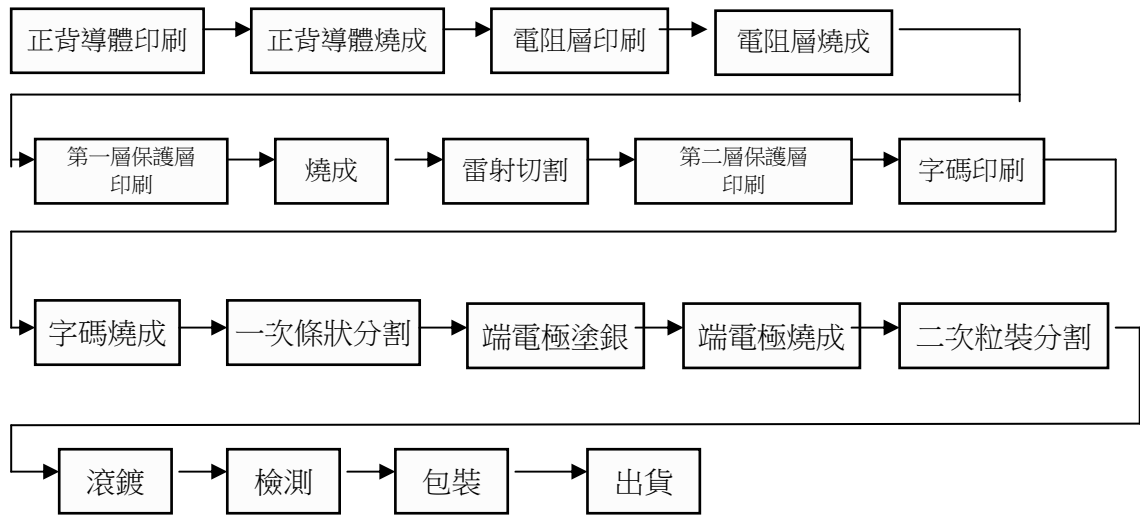 正背導體印刷
正背導體燒成
電阻層印刷
電阻層燒成
第一層保護層
印刷
燒成
雷射切割
第二層保護層
印刷
字碼印刷
字碼燒成
一次條狀分割
端電極塗銀
端電極燒成
二次粒裝分割
滾鍍
檢測
包裝
出貨